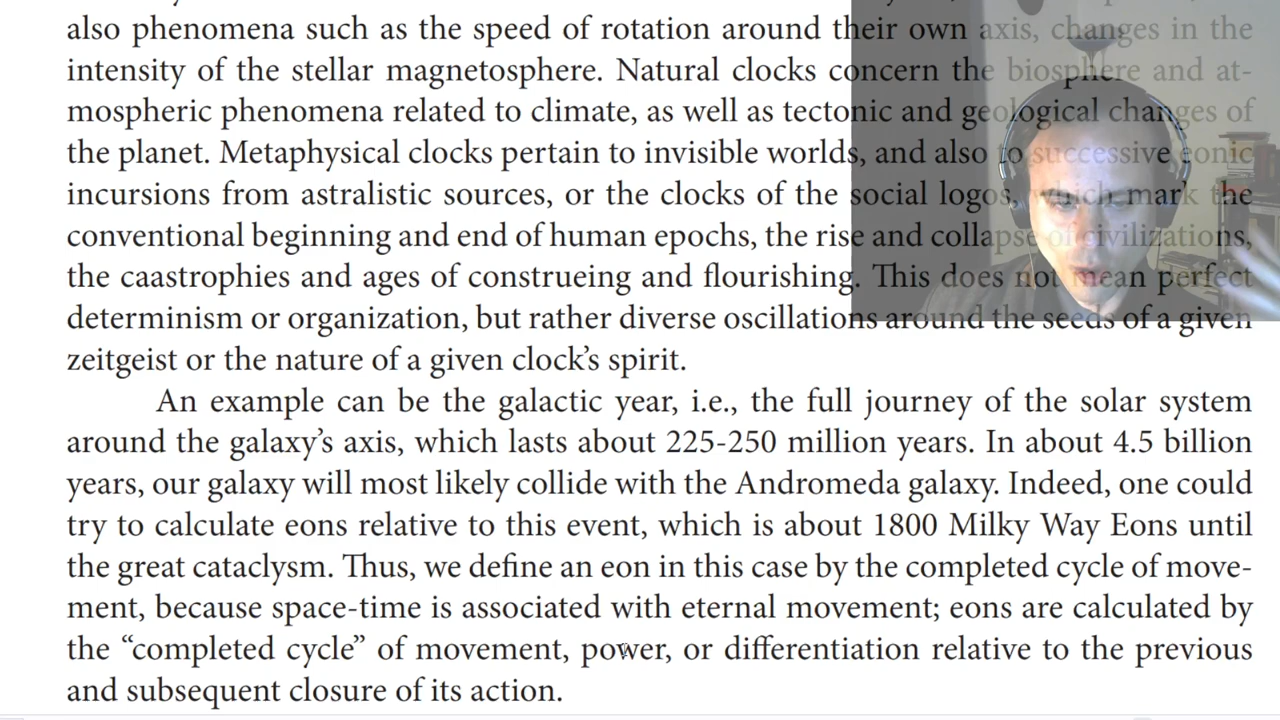 also phenomena such as the speed of rotation around their own axis, changes in the
intensity of the stellar magnetosphere. Natural clocks concern the biosphere and at-
mospheric phenomena related to climate, as well as tectonic and geological changes of
the planet. Metaphysical clocks pertain to invisible worlds, and also to successive eonic
incursions from astralistic sources, or the clocks of the social logos, which mark the
conventional beginning and end of human epochs, the rise and collapse of civilizations,
the caastrophies and ages of construeing and flourishing. This does not mean perfect
determinism or organization, but rather diverse oscillations around the seeds of a given
zeitgeist or the nature of a given clock's spirit.
An example can be the galactic year, i.e., the full journey of the solar system
around the galaxy's axis, which lasts about 225-250 million years. In about 4.5 billion
years, our galaxy will most likely collide with the Andromeda galaxy. Indeed, one could
try to calculate eons relative to this event, which is about 1800 Milky Way Eons until
the great cataclysm. Thus, we define an eon in this case by the completed cycle of move-
ment, because space-time is associated with eternal movement; eons are calculated by
the “completed cycle” of movement, power, or differentiation relative to the previous
and subsequent closure of its action.